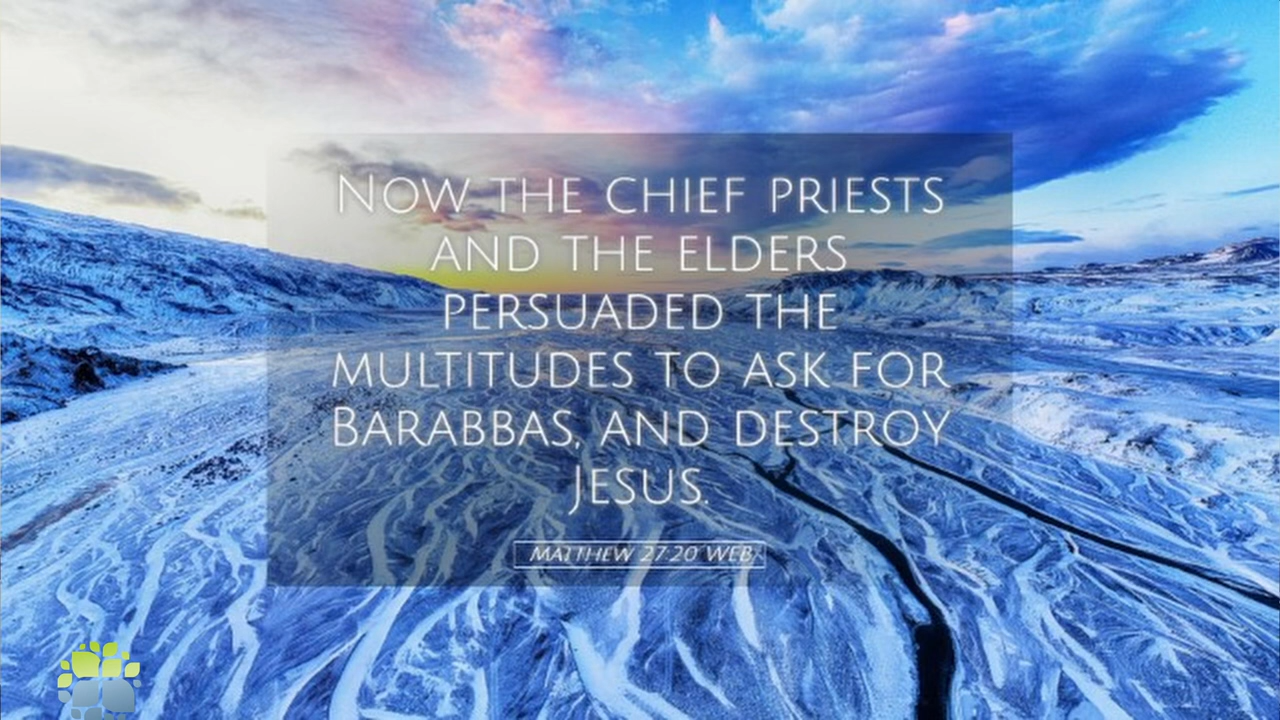 Now the chief priests
and the elders
persuaded the
multitudes to ask for
Barabbas, and destroy
Jesus.
MATTHEW 27:20 WEB